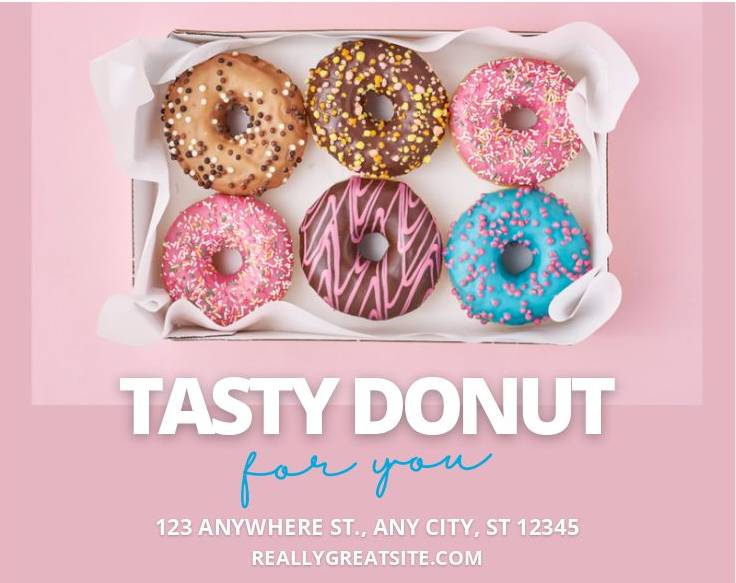 TASTY DONUT
for you
123 ANYWHERE ST., ANY CITY, ST 12345
REALLYGREATSITE.COM